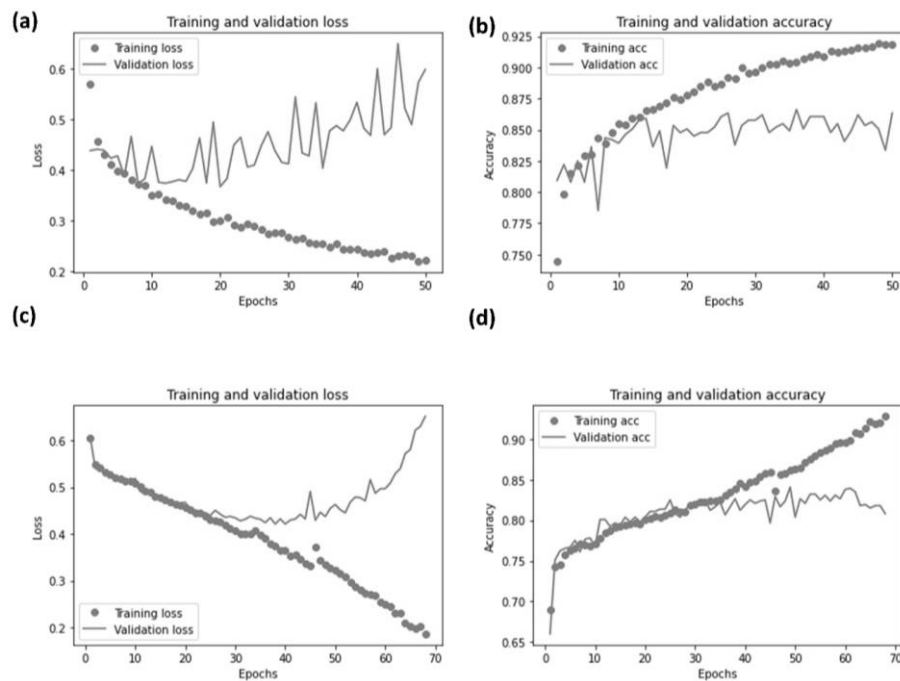 (a)
Training and validation loss
Training loss
Validation loss
0.6
0.5
0.4
0.3
0.2
Loss
0 10 20 30 40 50
Epochs
(b)
Training and validation accuracy
Training acc
Validation acc
0.925
0.900
0.875
0.850
0.825
0.800
0.775
0.750
Accuracy
0 10 20 30 40 50
Epochs
(c)
Training and validation loss
Training loss
Validation loss
0.6
0.5
0.4
0.3
0.2
Loss
0 10 20 30 40 50 60 70
Epochs
(d)
Training and validation accuracy
Training acc
Validation acc
0.90
0.85
0.80
0.75
0.70
0.65
Accuracy
0 10 20 30 40 50 60 70
Epochs